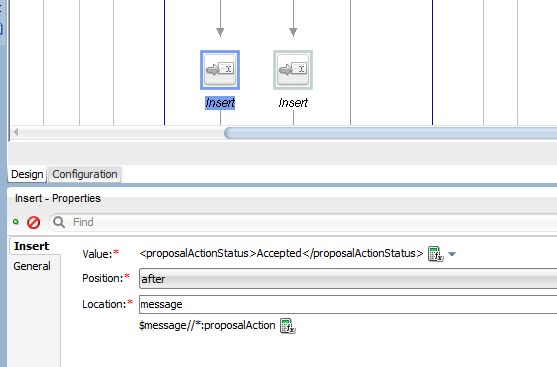 Insert Insert
Design Configuration
Insert - Properties
Find
Insert
General
Value:* <proposalActionStatus>Accepted</proposalActionStatus>
Position:* after
Location:* message
$message//*:proposalAction